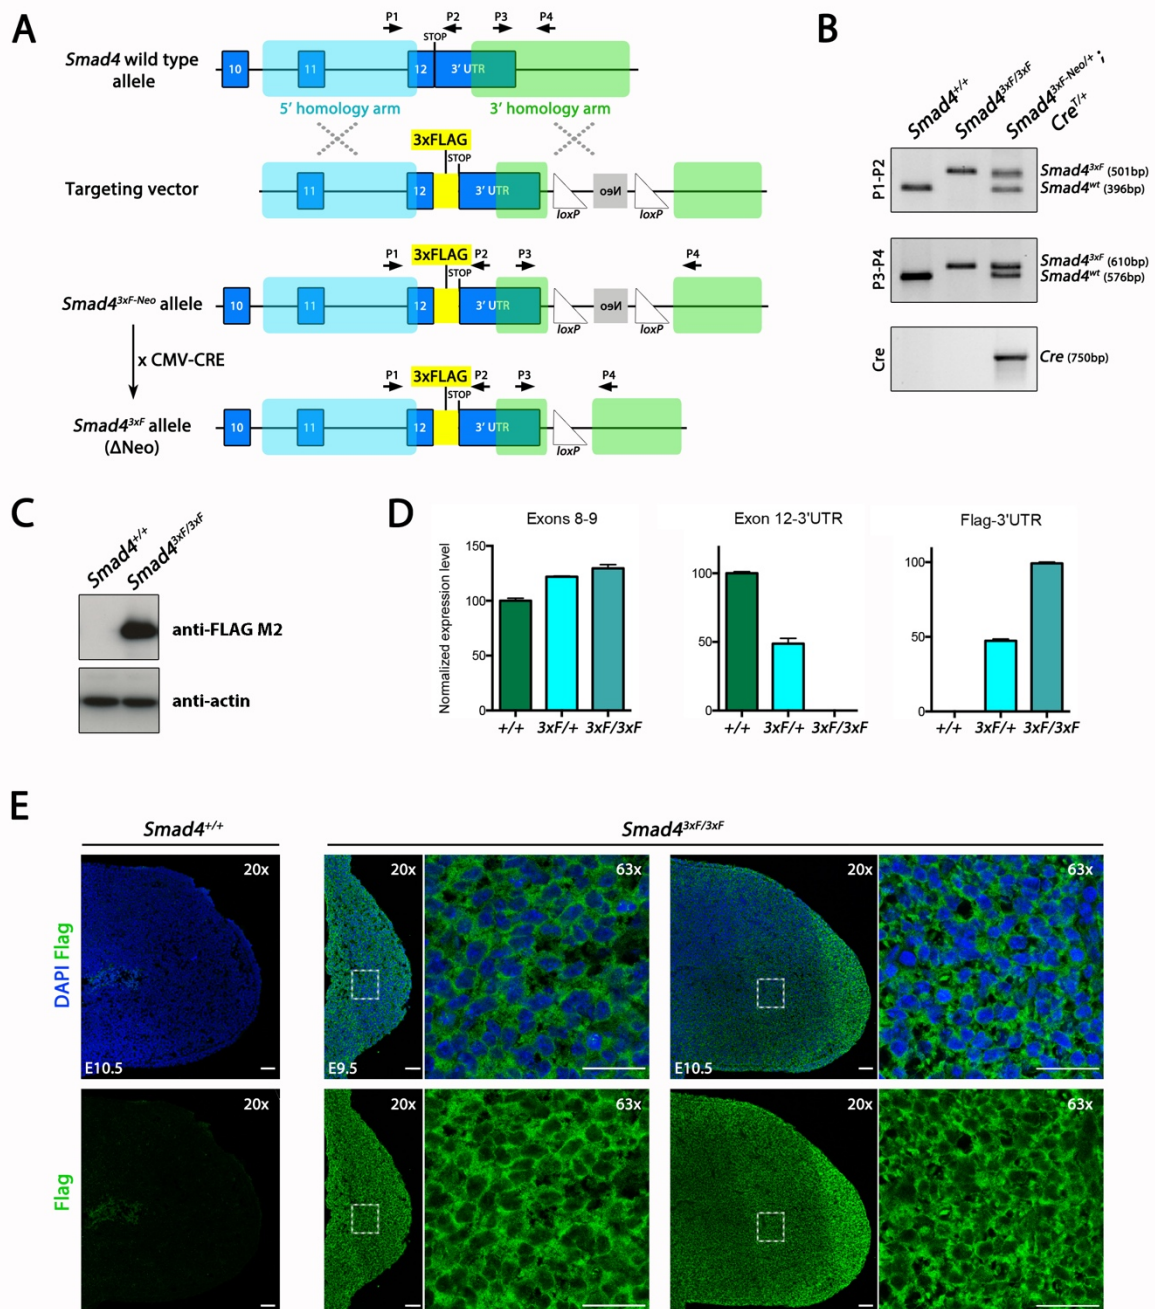 A
P1 P2 P3 P4
STOP
Smad4 wild type
allele
10 11 12 3' UTR
5' homology arm 3' homology arm
3xFLAG
STOP
Targeting vector
11 12 3' UTR Neo
loxP loxP
3xFLAG
P1 P2 P3 P4
STOP
Smad4 3xF-Neo allele
10 11 12 3' UTR Neo
loxP loxP
x CMV-CRE
3xFLAG
P1 P2 P3 P4
STOP
Smad4 3xF allele
(ΔNeo)
10 11 12 3' UTR
loxP
B
Smad4+/+
Smad4 3xF/3xF
Smad4 3xF-Neo/+;
Cre T/+
P1-P2
Smad4 3xF (501bp)
Smad4 wt (396bp)
P3-P4
Smad4 3xF (610bp)
Smad4 wt (576bp)
Cre
Cre (750bp)
C
Smad4+/+
Smad4 3xF/3xF
anti-FLAG M2
anti-actin
D
Normalized expression level
Exons 8-9
150
100
50
0
+/+ 3xF/+ 3xF/3xF
Exon 12-3'UTR
100
50
0
+/+ 3xF/+ 3xF/3xF
Flag-3'UTR
100
50
0
+/+ 3xF/+ 3xF/3xF
E
Smad4+/+ Smad4 3xF/3xF
DAPI Flag
20x 20x 63x 20x 63x
E10.5 E9.5 E10.5
Flag
20x 20x 63x 20x 63x